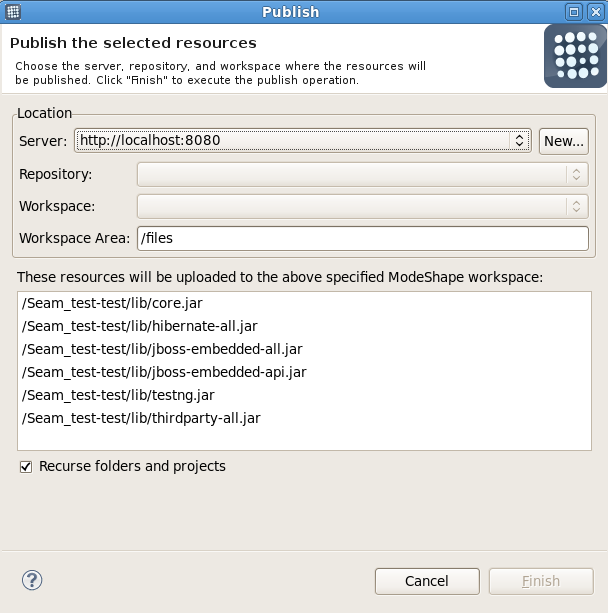 Publish
Publish the selected resources
Choose the server, repository, and workspace where the resources will
be published. Click "Finish" to execute the publish operation.
Location
Server: http://localhost:8080 New...
Repository:
Workspace:
Workspace Area: /files
These resources will be uploaded to the above specified ModeShape workspace:
/Seam_test-test/lib/core.jar
/Seam_test-test/lib/hibernate-all.jar
/Seam_test-test/lib/jboss-embedded-all.jar
/Seam_test-test/lib/jboss-embedded-api.jar
/Seam_test-test/lib/testng.jar
/Seam_test-test/lib/thirdparty-all.jar
Recurse folders and projects
? Cancel Finish